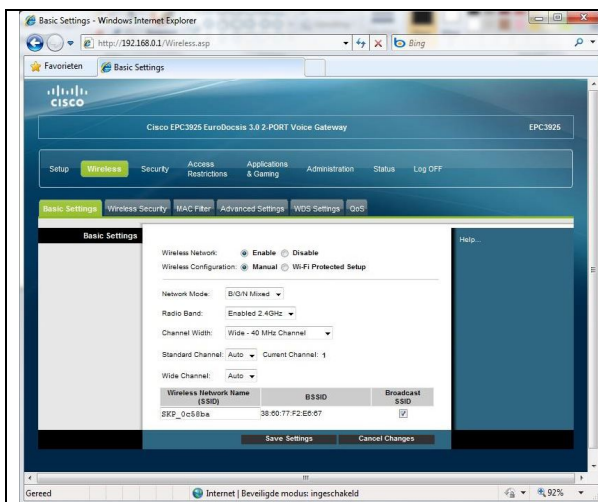 Basic Settings - Windows Internet Explorer
http://192.168.0.1/Wireless.asp
Bing
Favorieten
Basic Settings
cisco
Cisco EPC3925 EuroDocsis 3.0 2-PORT Voice Gateway
EPC3925
Setup
Wireless
Security
Access Restrictions
Applications & Gaming
Administration
Status
Log OFF
Basic Settings
Wireless Security
MAC Filter
Advanced Settings
WDS Settings
QoS
Basic Settings
Help...
Wireless Network: Enable Disable
Wireless Configuration: Manual Wi-Fi Protected Setup
Network Mode: B/G/N Mixed
Radio Band: Enabled 2.4GHz
Channel Width: Wide - 40 MHz Channel
Standard Channel: Auto Current Channel: 1
Wide Channel: Auto
Wireless Network Name (SSID)
BSSID
Broadcast SSID
SKP_0c58ba
38:60:77:F2:E6:67
Save Settings
Cancel Changes
Gereed
Internet | Beveiligde modus: ingeschakeld
92%